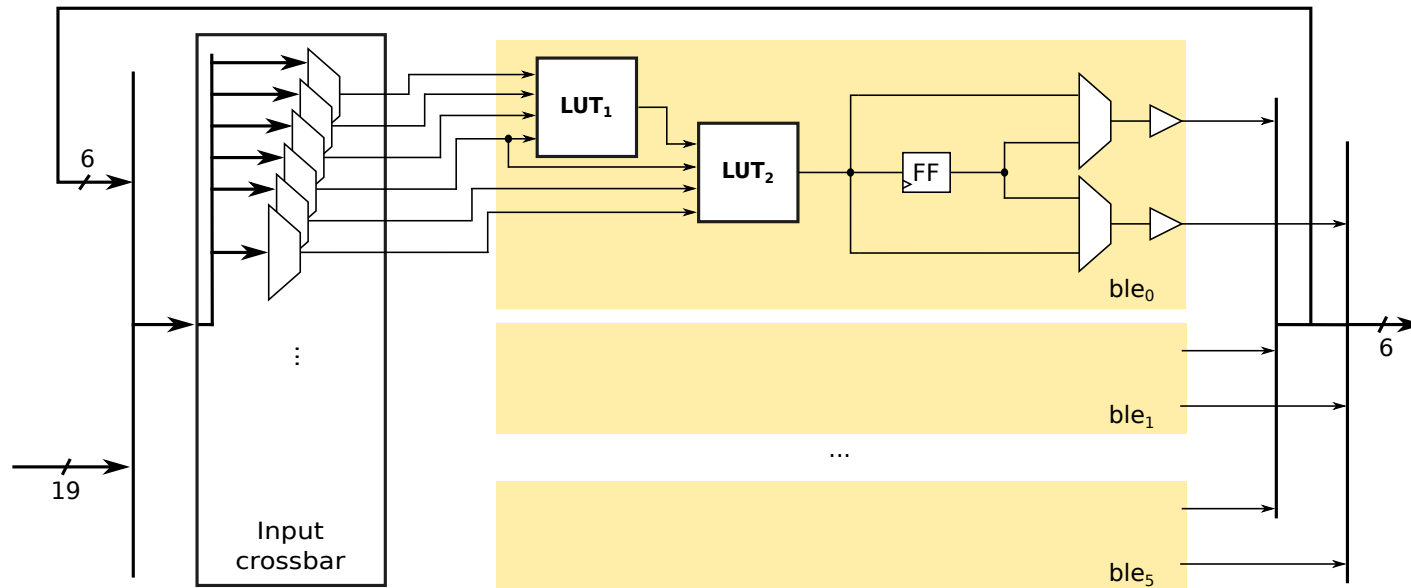 6
LUT₁
LUT₂
FF
ble₀
6
⋮
ble₁
...
19
Input
crossbar
ble₅